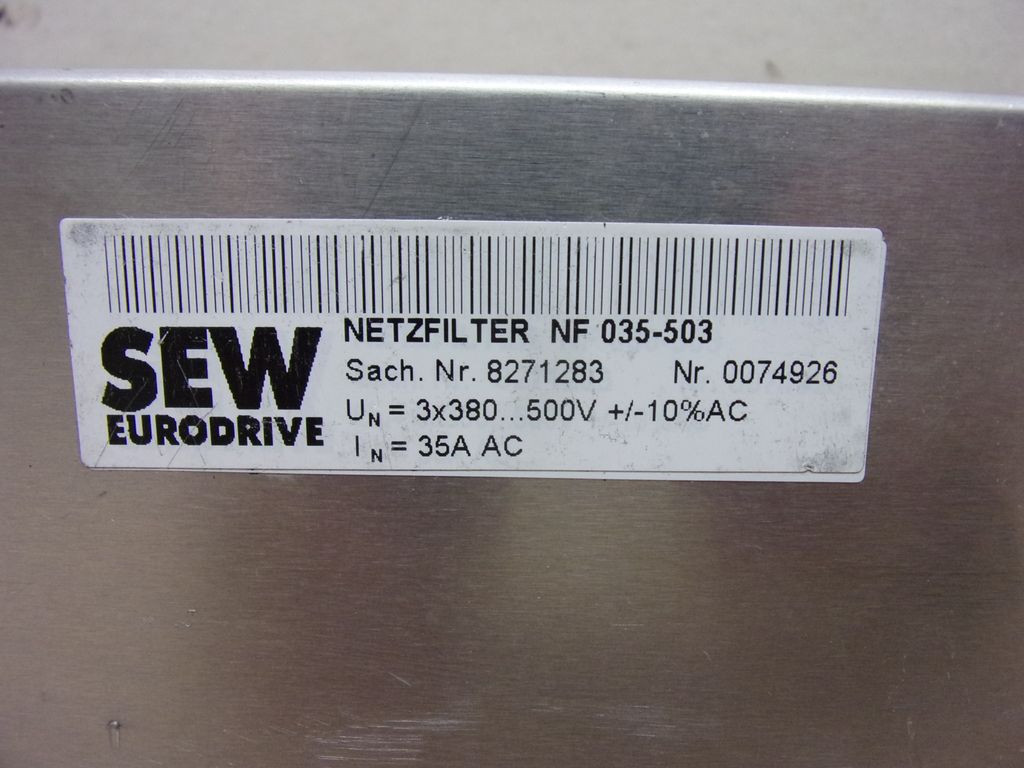 SEW
EURODRIVE
NETZFILTER NF 035-503
Sach. Nr. 8271283 Nr. 0074926
UN = 3x380...500V +/-10%AC
IN = 35A AC